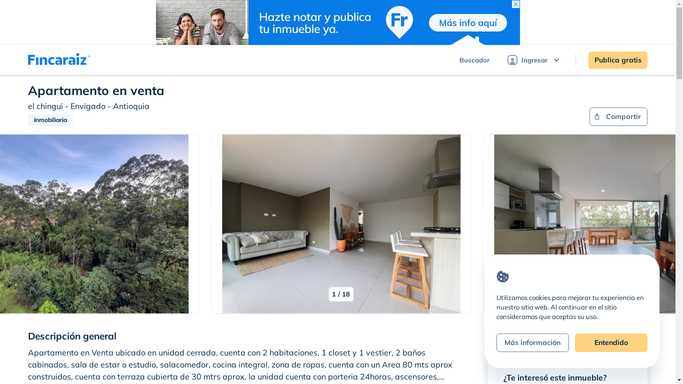 Hazte notar y publica
tu inmueble ya.
Fr
Más info aquí
Fincaraiz
Buscador
Ingresar
Publica gratis
Apartamento en venta
el chingui - Envigado - Antioquia
Inmobiliaria
Compartir
1 / 18
Utilizamos cookies para mejorar tu experiencia en
nuestro sitio web. Al continuar en el sitio
consideramos que aceptas su uso.
Más información
Entendido
Descripción general
Apartamento en Venta ubicado en unidad cerrada, cuenta con 2 habitaciones, 1 closet y 1 vestier, 2 baños
cabinados, sala de estar o estudio, salacomedor, cocina integral, zona de ropas, cuenta con un Area 80 mts aprox
construidos, cuenta con terraza cubierta de 30 mtrs aprox, la unidad cuenta con porteria 24horas, ascensores,...
¿Te interesó este inmueble?